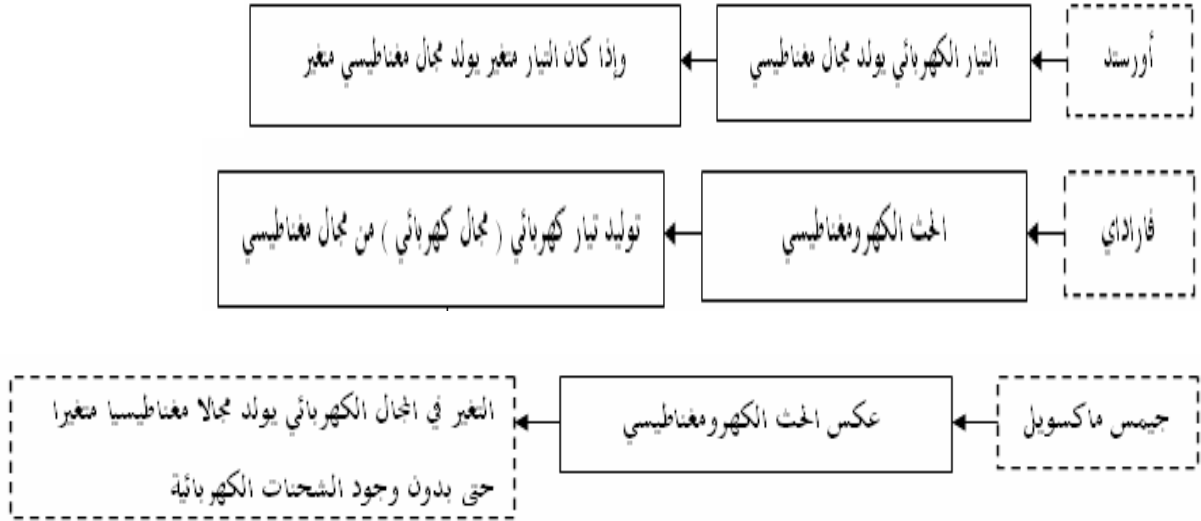 أورستد
التيار الكهربائي يولد مجال مغناطيسي
وإذا كان التيار متغير يولد مجال مغناطيسي متغير
فاراداي
الحث الكهرومغناطيسي
توليد تيار كهربائي ( مجال كهربائي ) من مجال مغناطيسي
جيمس ماكسويل
عكس الحث الكهرومغناطيسي
التغير في المجال الكهربائي يولد مجالا مغناطيسيا متغيرا
حتى بدون وجود الشحنات الكهربائية